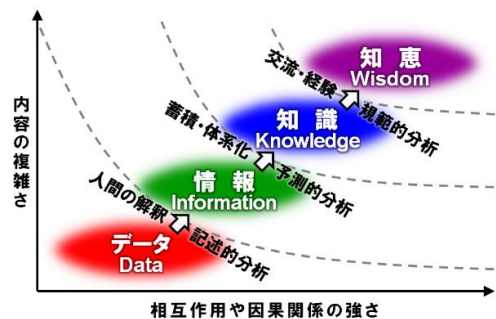 内容の複雑さ
知恵
Wisdom
交流・経験
規範的分析
知識
Knowledge
蓄積・体系化
予測的分析
情報
Information
人間の解釈
記述的分析
データ
Data
相互作用や因果関係の強さ